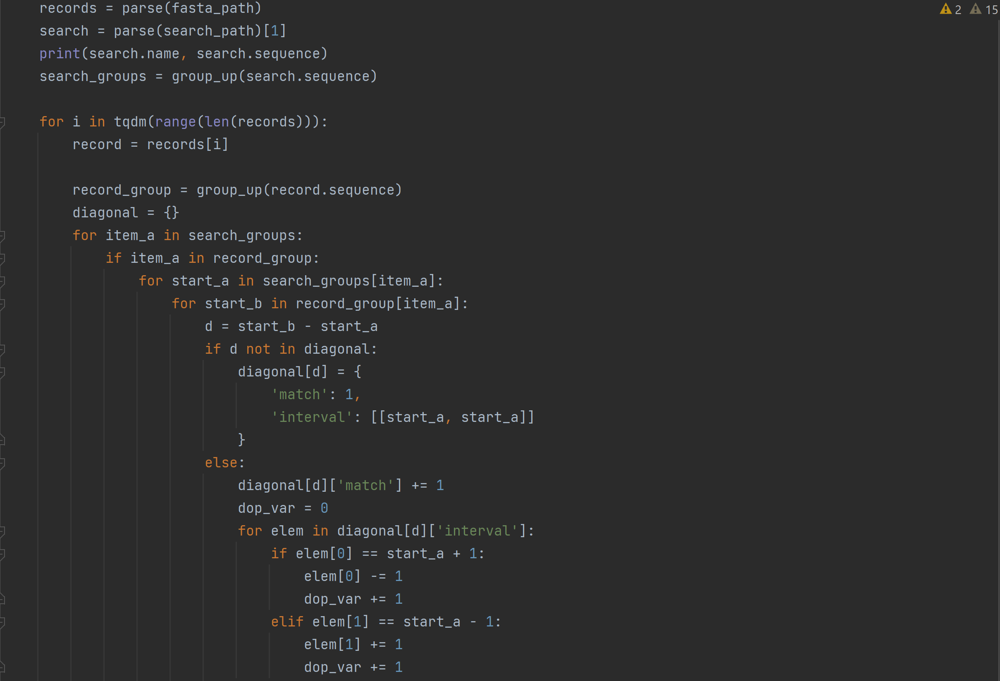 records = parse(fasta_path)
2 15
search = parse(search_path)[1]
print(search.name, search.sequence)
search_groups = group_up(search.sequence)
for i in tqdm(range(len(records))):
record = records[i]
record_group = group_up(record.sequence)
diagonal = {}
for item_a in search_groups:
if item_a in record_group:
for start_a in search_groups[item_a]:
for start_b in record_group[item_a]:
d = start_b - start_a
if d not in diagonal:
diagonal[d] = {
'match': 1,
'interval': [[start_a, start_a]]
}
else:
diagonal[d]['match'] += 1
dop_var = 0
for elem in diagonal[d]['interval']:
if elem[0] == start_a + 1:
elem[0] -= 1
dop_var += 1
elif elem[1] == start_a - 1:
elem[1] += 1
dop_var += 1